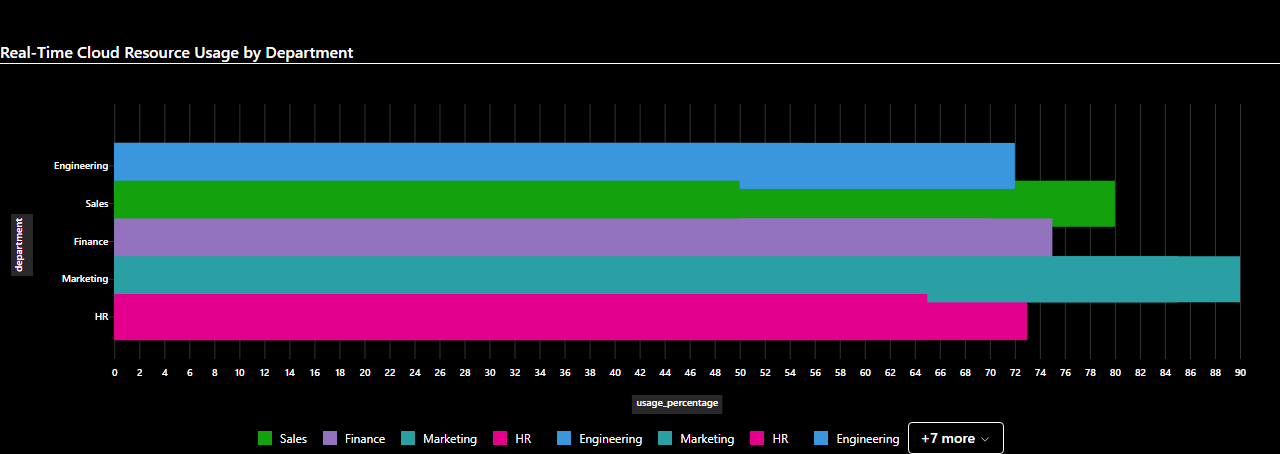 Real-Time Cloud Resource Usage by Department
department
Engineering
Sales
Finance
Marketing
HR
0 2 4 6 8 10 12 14 16 18 20 22 24 26 28 30 32 34 36 38 40 42 44 46 48 50 52 54 56 58 60 62 64 66 68 70 72 74 76 78 80 82 84 86 88 90
usage_percentage
Sales Finance Marketing HR Engineering Marketing HR Engineering +7 more